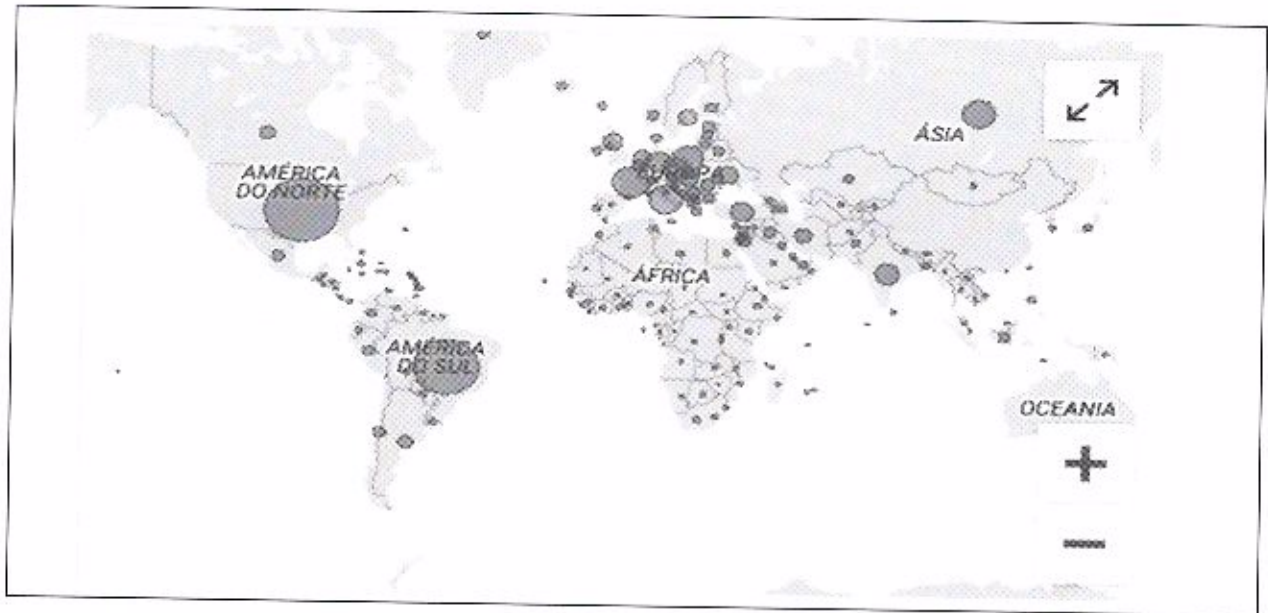 AMÉRICA
DO NORTE
EUROPA
ÁSIA
ÁFRICA
AMÉRICA
DO SUL
OCEANIA